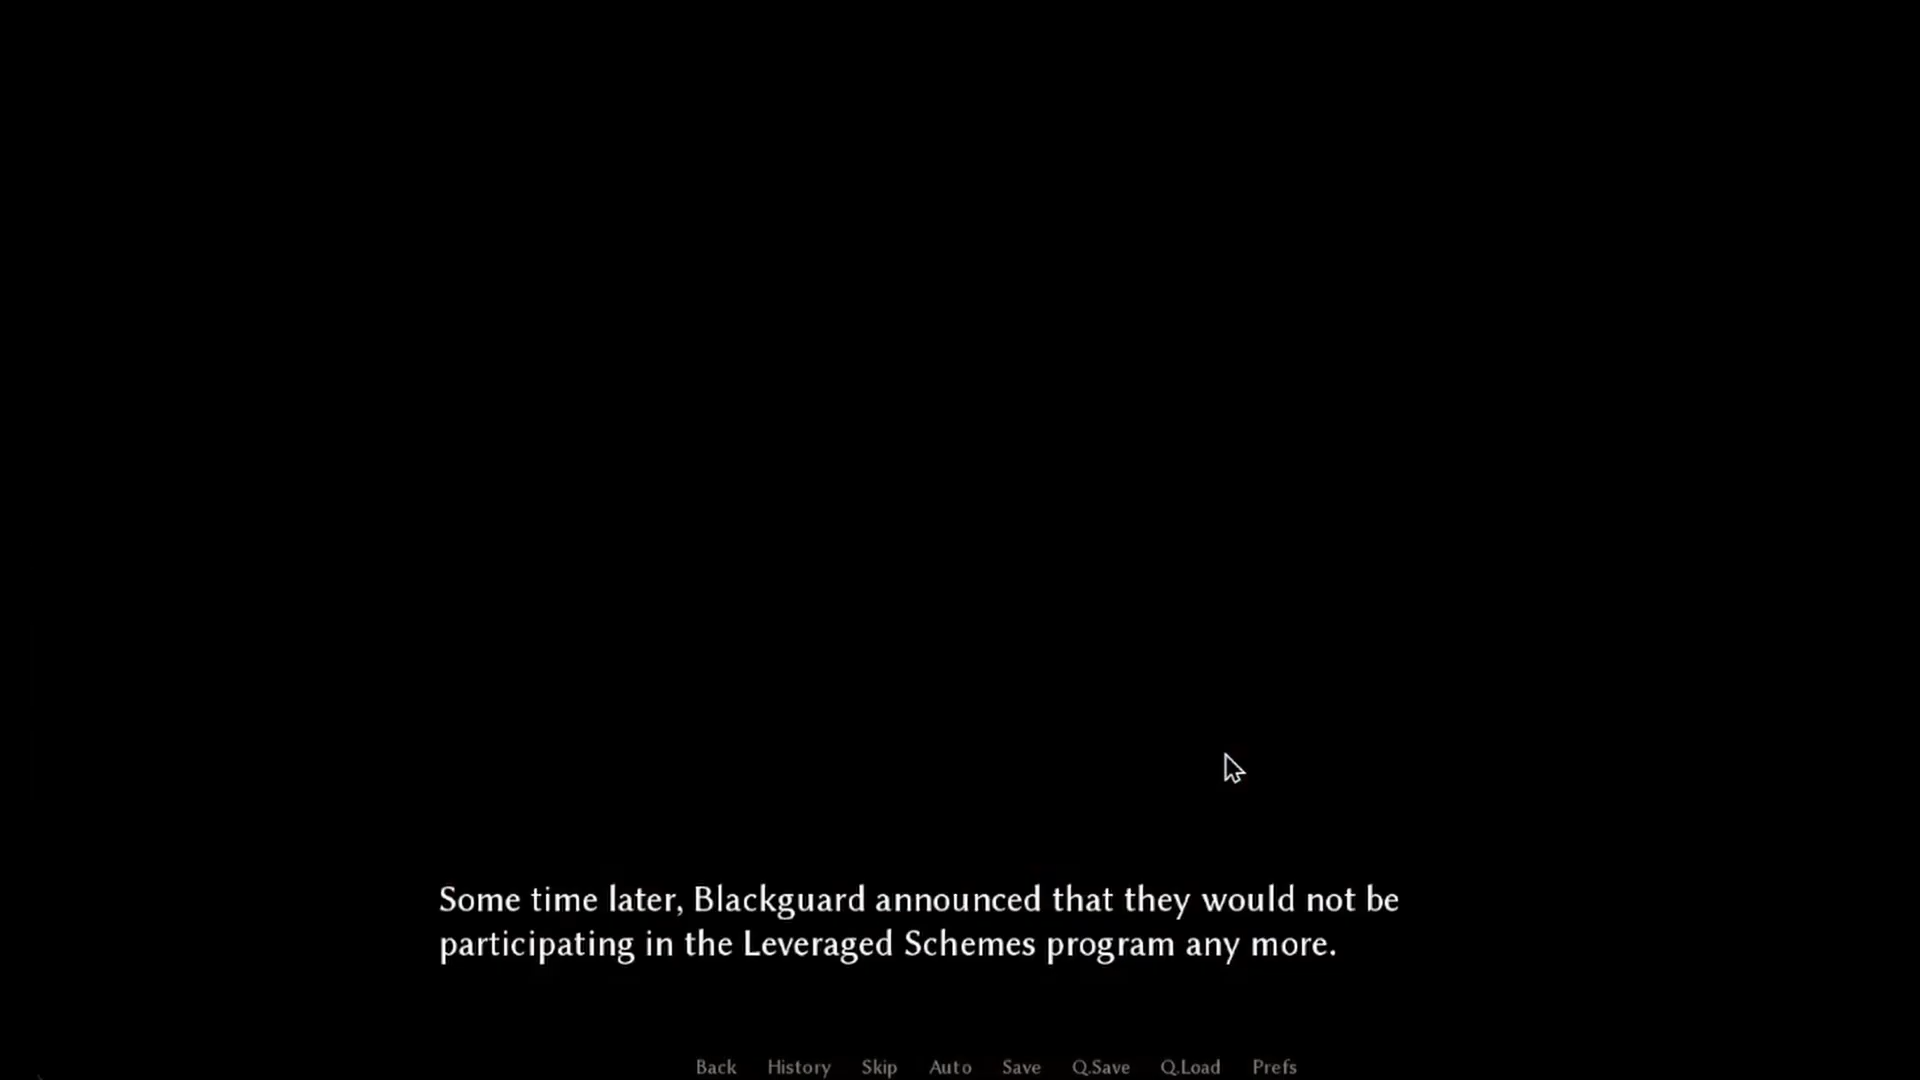 Some time later, Blackguard announced that they would not be
participating in the Leveraged Schemes program any more.
Back History Skip Auto Save Q.Save Q.Load Prefs